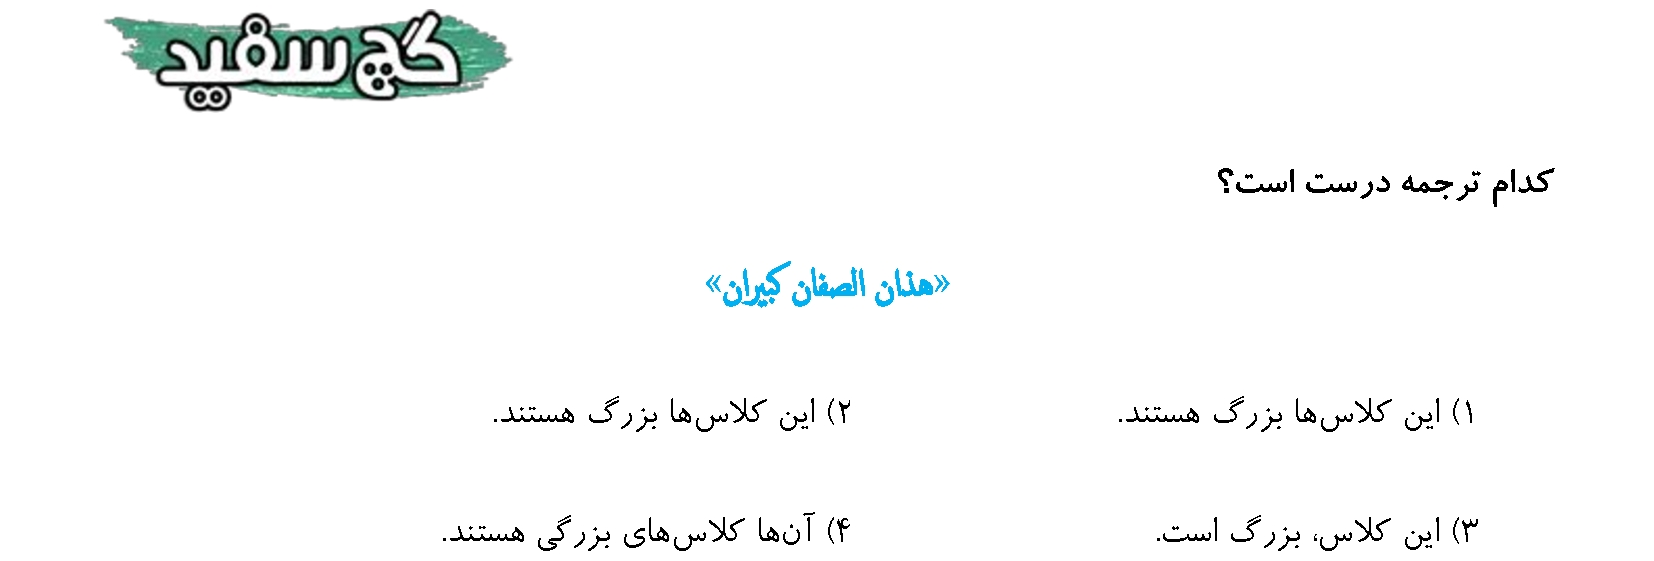 گچ سفید
کدام ترجمه درست است؟
«هذان الصفان کبیران»
۱) این کلاس‌ها بزرگ هستند. ۲) این کلاس‌ها بزرگ هستند.
۳) این کلاس، بزرگ است. ۴) آن‌ها کلاس‌های بزرگی هستند.